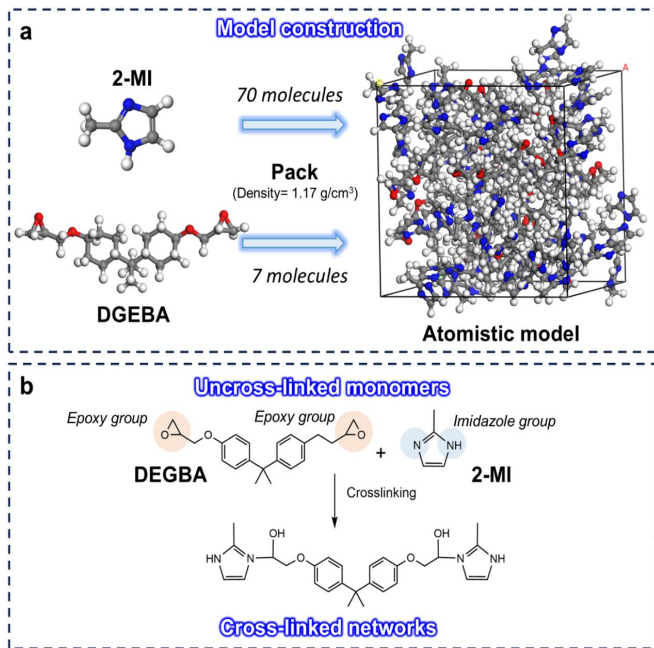 a
Model construction
2-MI
70 molecules
A
Pack
(Density= 1.17 g/cm³)
7 molecules
DGEBA
Atomistic model
b
Uncross-linked monomers
Epoxy group
Epoxy group
Imidazole group
O
O
O
N
NH
DEGBA
+
2-MI
Crosslinking
OH
OH
HN
N
O
O
N
NH
Cross-linked networks